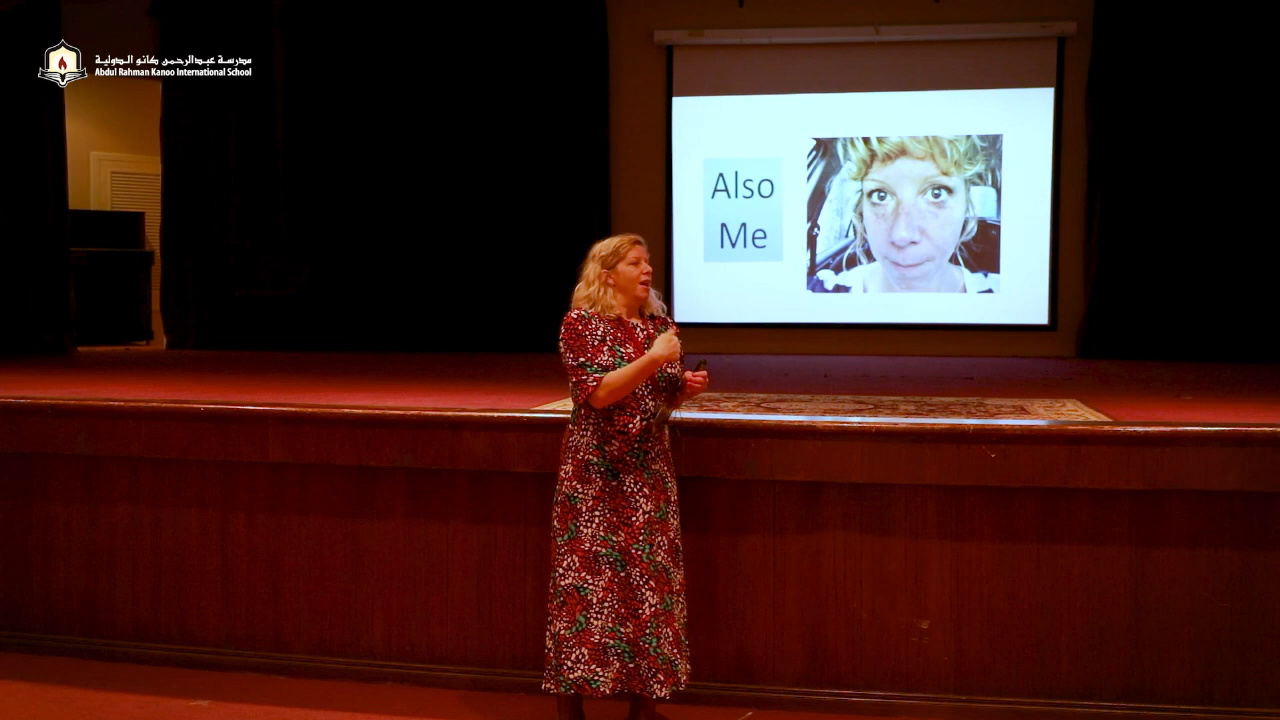 مدرسة عبدالرحمن كانو الدولية
Abdul Rahman Kanoo International School
Also
Me